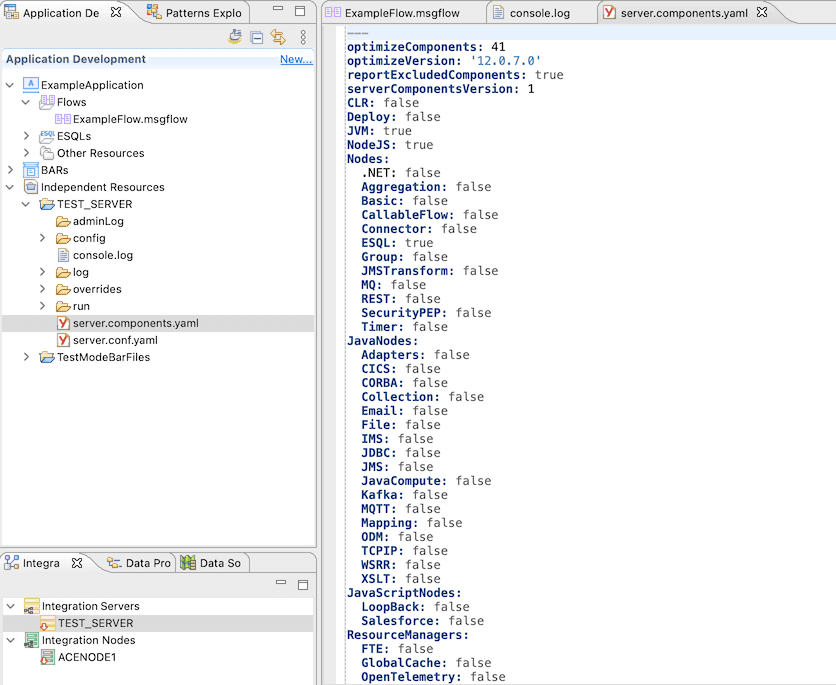 Application De
Patterns Explo
Application Development
New...
ExampleApplication
Flows
ExampleFlow.msgflow
ESQLs
Other Resources
BARs
Independent Resources
TEST_SERVER
adminLog
config
console.log
log
overrides
run
server.components.yaml
server.conf.yaml
TestModeBarFiles
Integra
Data Pro
Data So
Integration Servers
TEST_SERVER
Integration Nodes
ACENODE1
ExampleFlow.msgflow
console.log
server.components.yaml
---
optimizeComponents: 41
optimizeVersion: '12.0.7.0'
reportExcludedComponents: true
serverComponentsVersion: 1
CLR: false
Deploy: false
JVM: true
NodeJS: true
Nodes:
.NET: false
Aggregation: false
Basic: false
CallableFlow: false
Connector: false
ESQL: true
Group: false
JMSTransform: false
MQ: false
REST: false
SecurityPEP: false
Timer: false
JavaNodes:
Adapters: false
CICS: false
CORBA: false
Collection: false
Email: false
File: false
IMS: false
JDBC: false
JMS: false
JavaCompute: false
Kafka: false
MQTT: false
Mapping: false
ODM: false
TCPIP: false
WSRR: false
XSLT: false
JavaScriptNodes:
LoopBack: false
Salesforce: false
ResourceManagers:
FTE: false
GlobalCache: false
OpenTelemetry: false